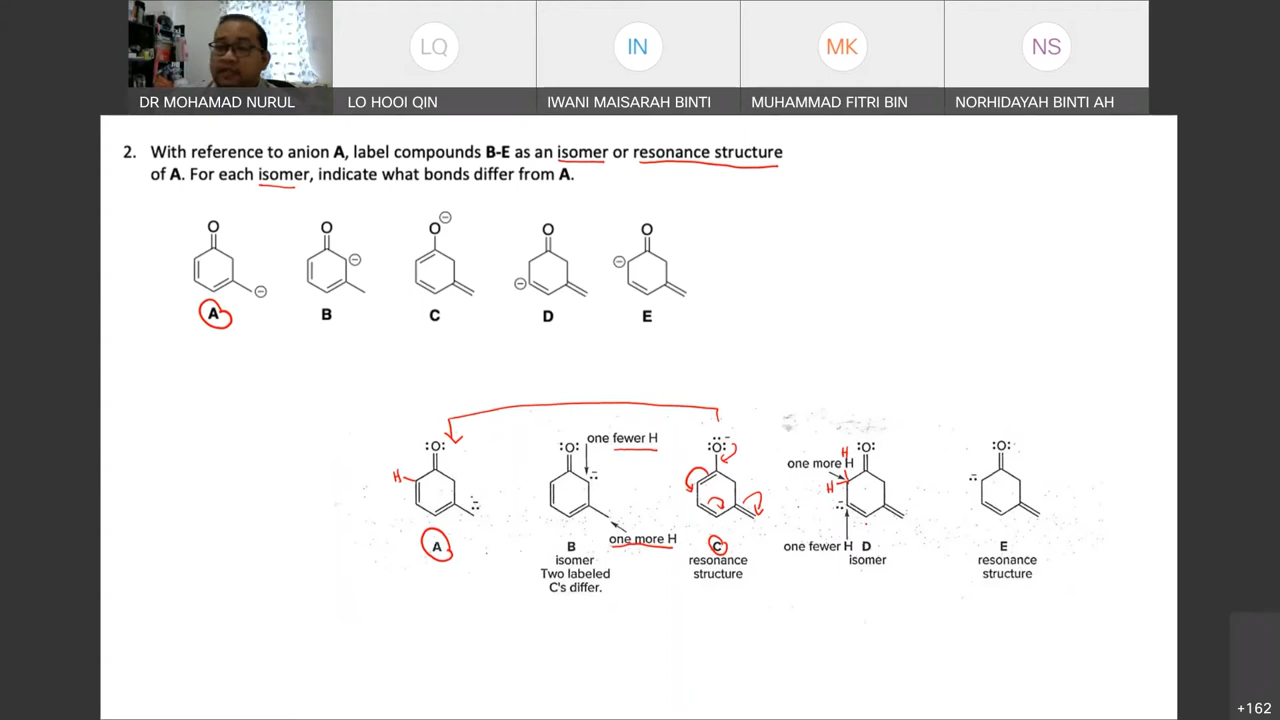 LQ
IN
MK
NS
DR MOHAMAD NURUL
LO HOOI QIN
IWANI MAISARAH BINTI
MUHAMMAD FITRI BIN
NORHIDAYAH BINTI AH
2. With reference to anion A, label compounds B-E as an isomer or resonance structure
of A. For each isomer, indicate what bonds differ from A.
O
O
O
O
O
A
B
C
D
E
:O:
H
A
:O:
one fewer H
one more H
B
isomer
Two labeled
C's differ.
:O:
C
resonance
structure
:O:
one more H
H
H
one fewer H
D
isomer
:O:
E
resonance
structure
+162